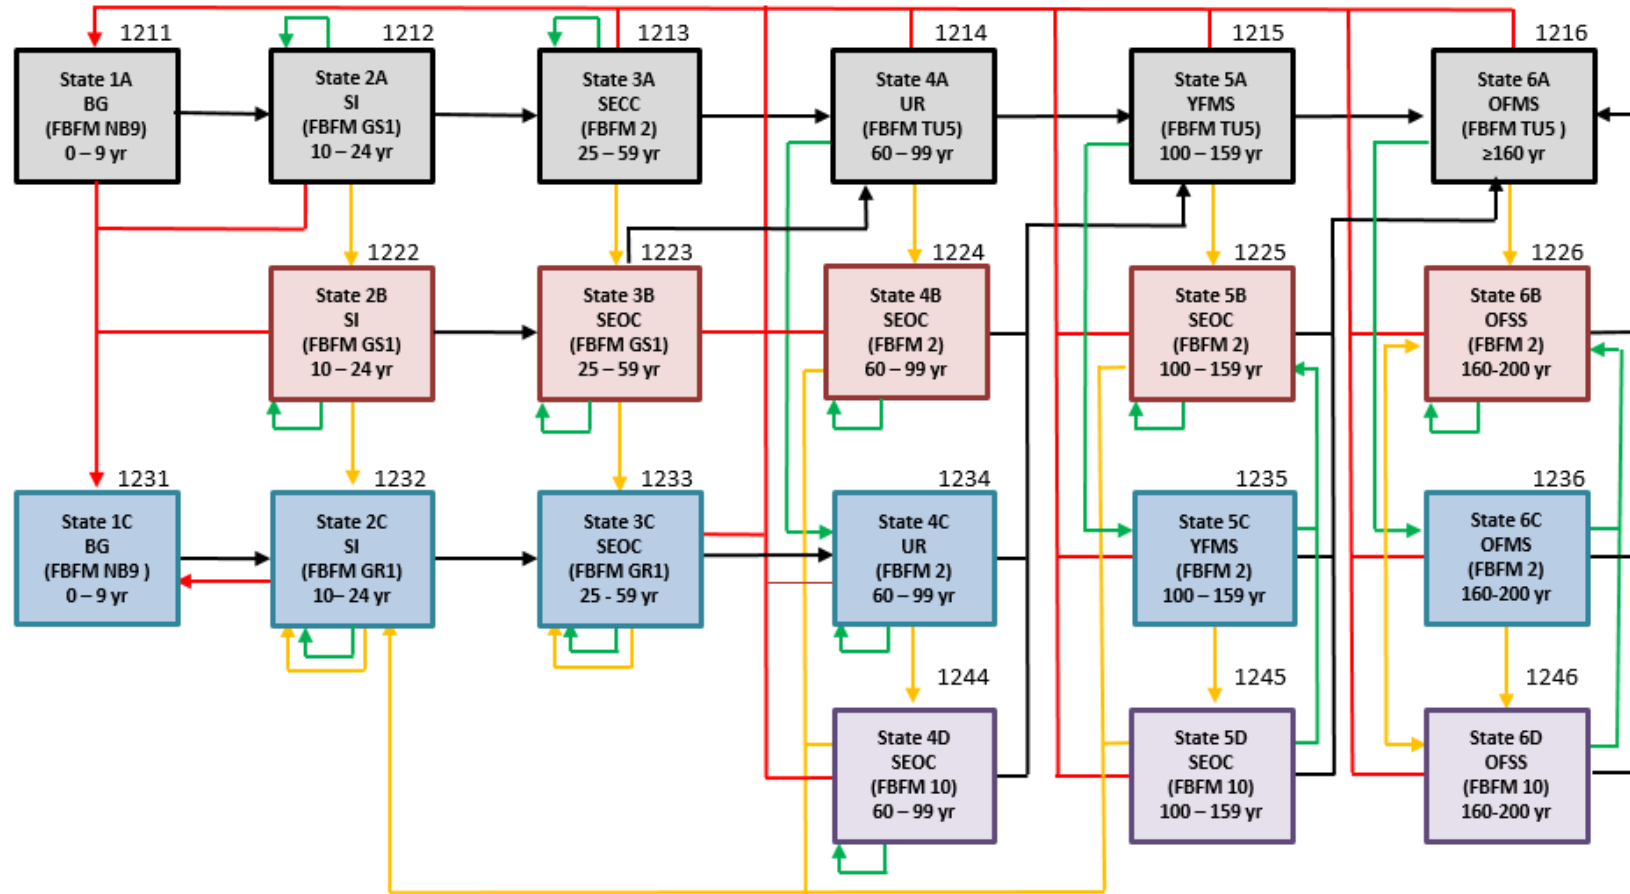 1211
State 1A
BG
(FBFM NB9)
0 – 9 yr
1212
State 2A
SI
(FBFM GS1)
10 – 24 yr
1213
State 3A
SECC
(FBFM 2)
25 – 59 yr
1214
State 4A
UR
(FBFM TU5)
60 – 99 yr
1215
State 5A
YFMS
(FBFM TU5)
100 – 159 yr
1216
State 6A
OFMS
(FBFM TU5 )
≥160 yr
1222
State 2B
SI
(FBFM GS1)
10 – 24 yr
1223
State 3B
SEOC
(FBFM GS1)
25 – 59 yr
1224
State 4B
SEOC
(FBFM 2)
60 – 99 yr
1225
State 5B
SEOC
(FBFM 2)
100 – 159 yr
1226
State 6B
OFSS
(FBFM 2)
160-200 yr
1231
State 1C
BG
(FBFM NB9 )
0 – 9 yr
1232
State 2C
SI
(FBFM GR1)
10– 24 yr
1233
State 3C
SEOC
(FBFM GR1)
25 - 59 yr
1234
State 4C
UR
(FBFM 2)
60 – 99 yr
1235
State 5C
YFMS
(FBFM 2)
100 – 159 yr
1236
State 6C
OFMS
(FBFM 2)
160-200 yr
1244
State 4D
SEOC
(FBFM 10)
60 – 99 yr
1245
State 5D
SEOC
(FBFM 10)
100 – 159 yr
1246
State 6D
OFSS
(FBFM 10)
160-200 yr